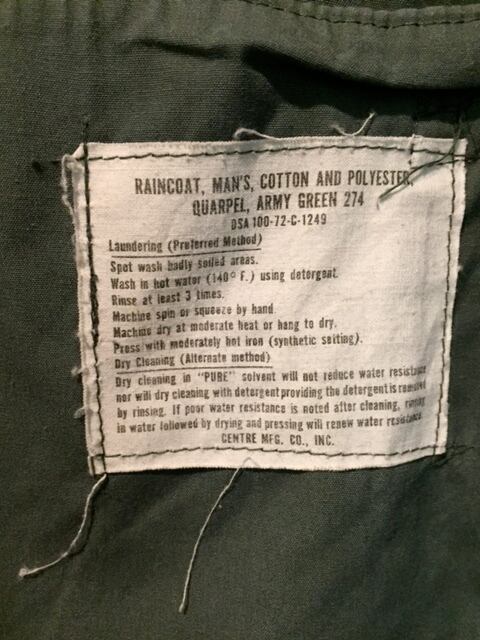 RAINCOAT, MAN'S, COTTON AND POLYESTER,
QUARPEL, ARMY GREEN 274
DSA 100-72-C-1249
Laundering (Preferred Method)
Spot wash badly soiled areas.
Wash in hot water (140° F.) using detergent.
Rinse at least 3 times.
Machine spin or squeeze by hand.
Machine dry at moderate heat or hang to dry.
Press with moderately hot iron (synthetic setting).
Dry Cleaning (Alternate method)
Dry cleaning in "PURE" solvent will not reduce water resistance
nor will dry cleaning with detergent providing the detergent is removed
by rinsing. If poor water resistance is noted after cleaning, rinsing
in water followed by drying and pressing will renew water resistance.
CENTRE MFG. CO., INC.